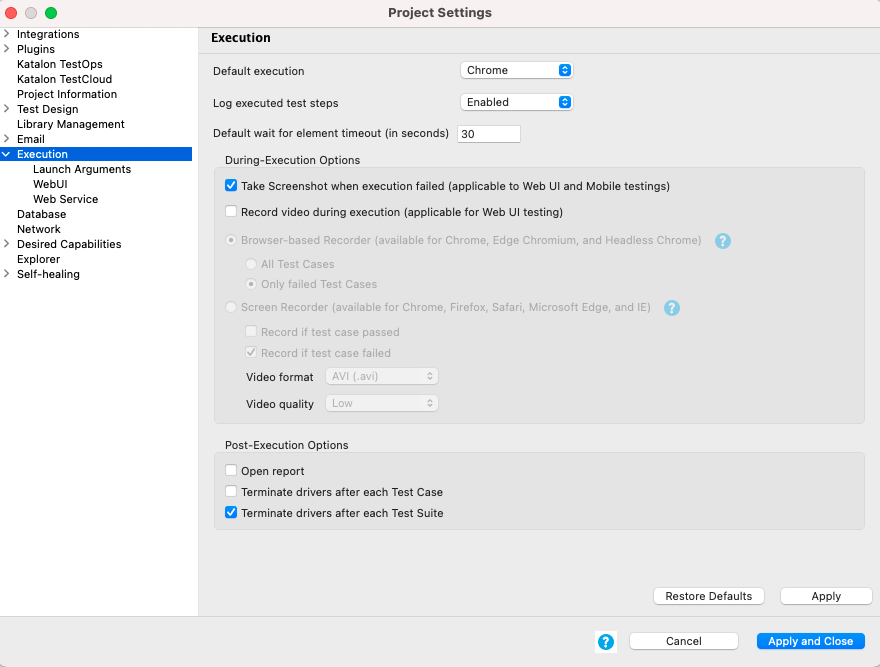 Project Settings
Integrations
Plugins
Katalon TestOps
Katalon TestCloud
Project Information
Test Design
Library Management
Email
Execution
Launch Arguments
WebUI
Web Service
Database
Network
Desired Capabilities
Explorer
Self-healing
Execution
Default execution Chrome
Log executed test steps Enabled
Default wait for element timeout (in seconds) 30
During-Execution Options
Take Screenshot when execution failed (applicable to Web UI and Mobile testings)
Record video during execution (applicable for Web UI testing)
Browser-based Recorder (available for Chrome, Edge Chromium, and Headless Chrome) ?
All Test Cases
Only failed Test Cases
Screen Recorder (available for Chrome, Firefox, Safari, Microsoft Edge, and IE) ?
Record if test case passed
Record if test case failed
Video format AVI (.avi)
Video quality Low
Post-Execution Options
Open report
Terminate drivers after each Test Case
Terminate drivers after each Test Suite
Restore Defaults Apply
? Cancel Apply and Close